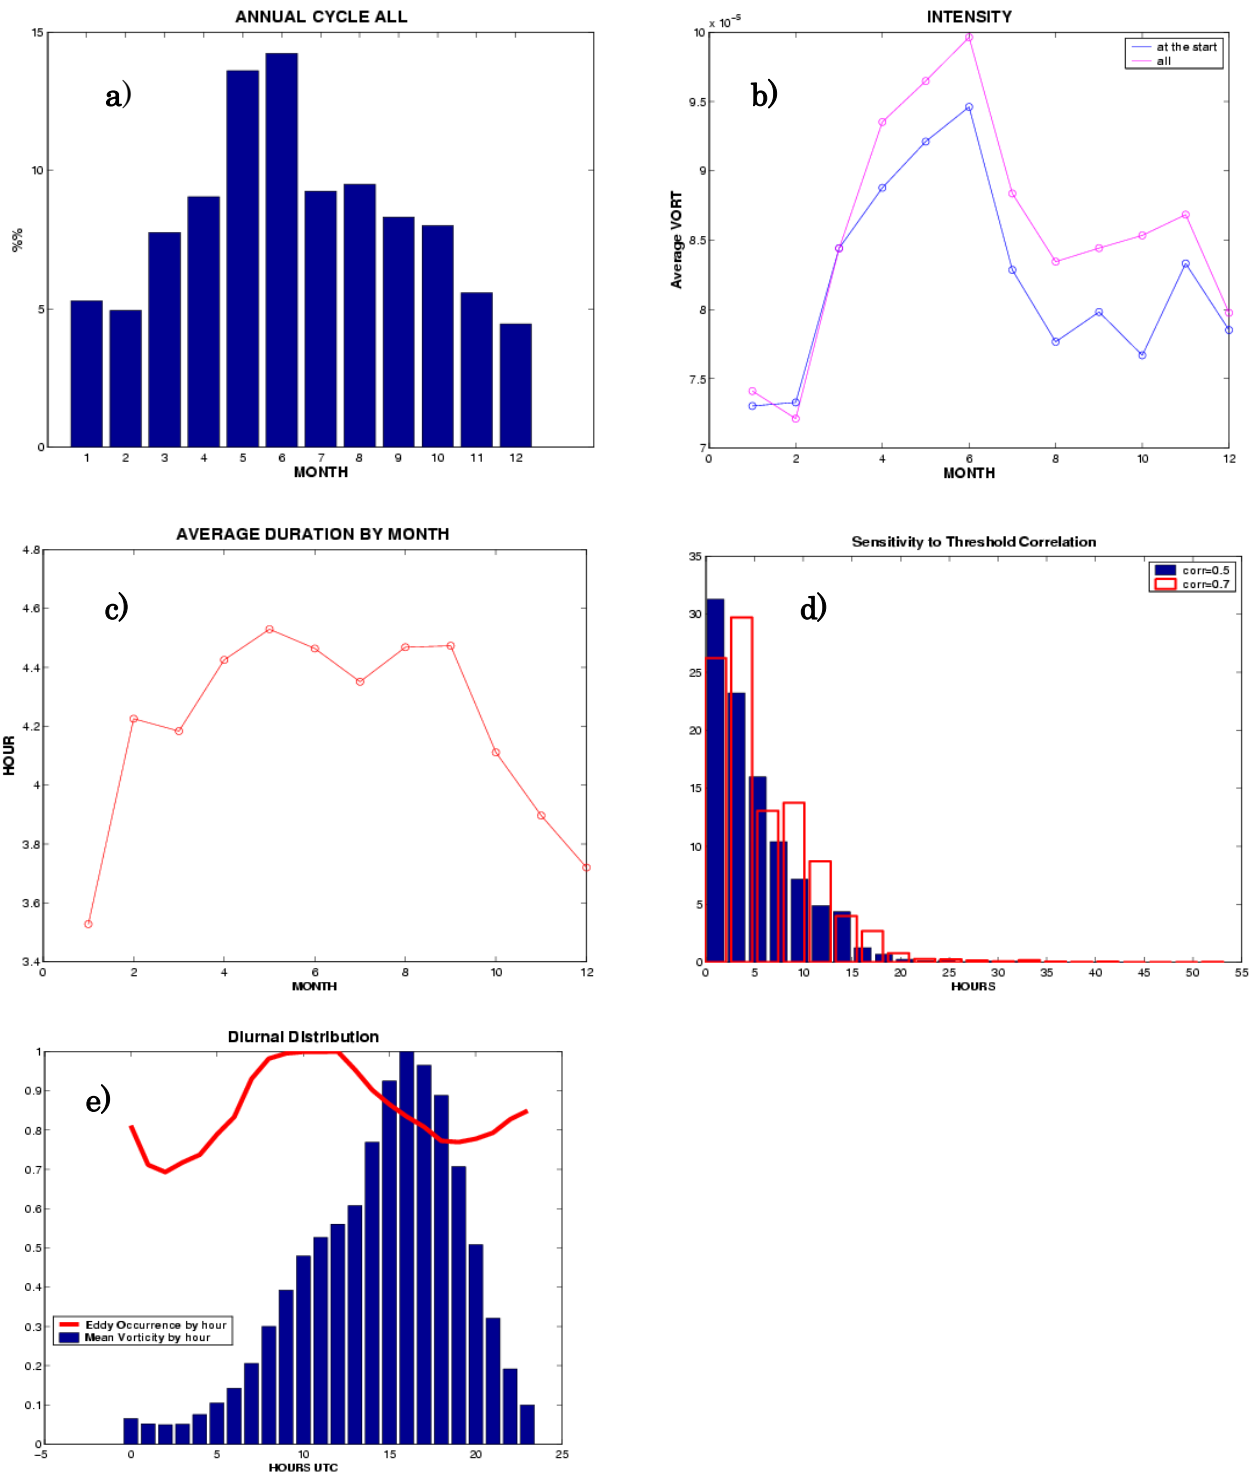 ANNUAL CYCLE ALL
a)
15
10
5
0
%%
1 2 3 4 5 6 7 8 9 10 11 12
MONTH
INTENSITY
x 10⁻⁵
b)
at the start
all
10
9.5
9
8.5
8
7.5
7
Average VORT
0 2 4 6 8 10 12
MONTH
AVERAGE DURATION BY MONTH
c)
4.8
4.6
4.4
4.2
4
3.8
3.6
3.4
HOUR
0 2 4 6 8 10 12
MONTH
Sensitivity to Threshold Correlation
d)
corr=0.5
corr=0.7
35
30
25
20
15
10
5
0
0 5 10 15 20 25 30 35 40 45 50 55
HOURS
Diurnal Distribution
e)
1
0.9
0.8
0.7
0.6
0.5
0.4
0.3
0.2
0.1
0
Eddy Occurrence by hour
Mean Vorticity by hour
−5 0 5 10 15 20 25
HOURS UTC